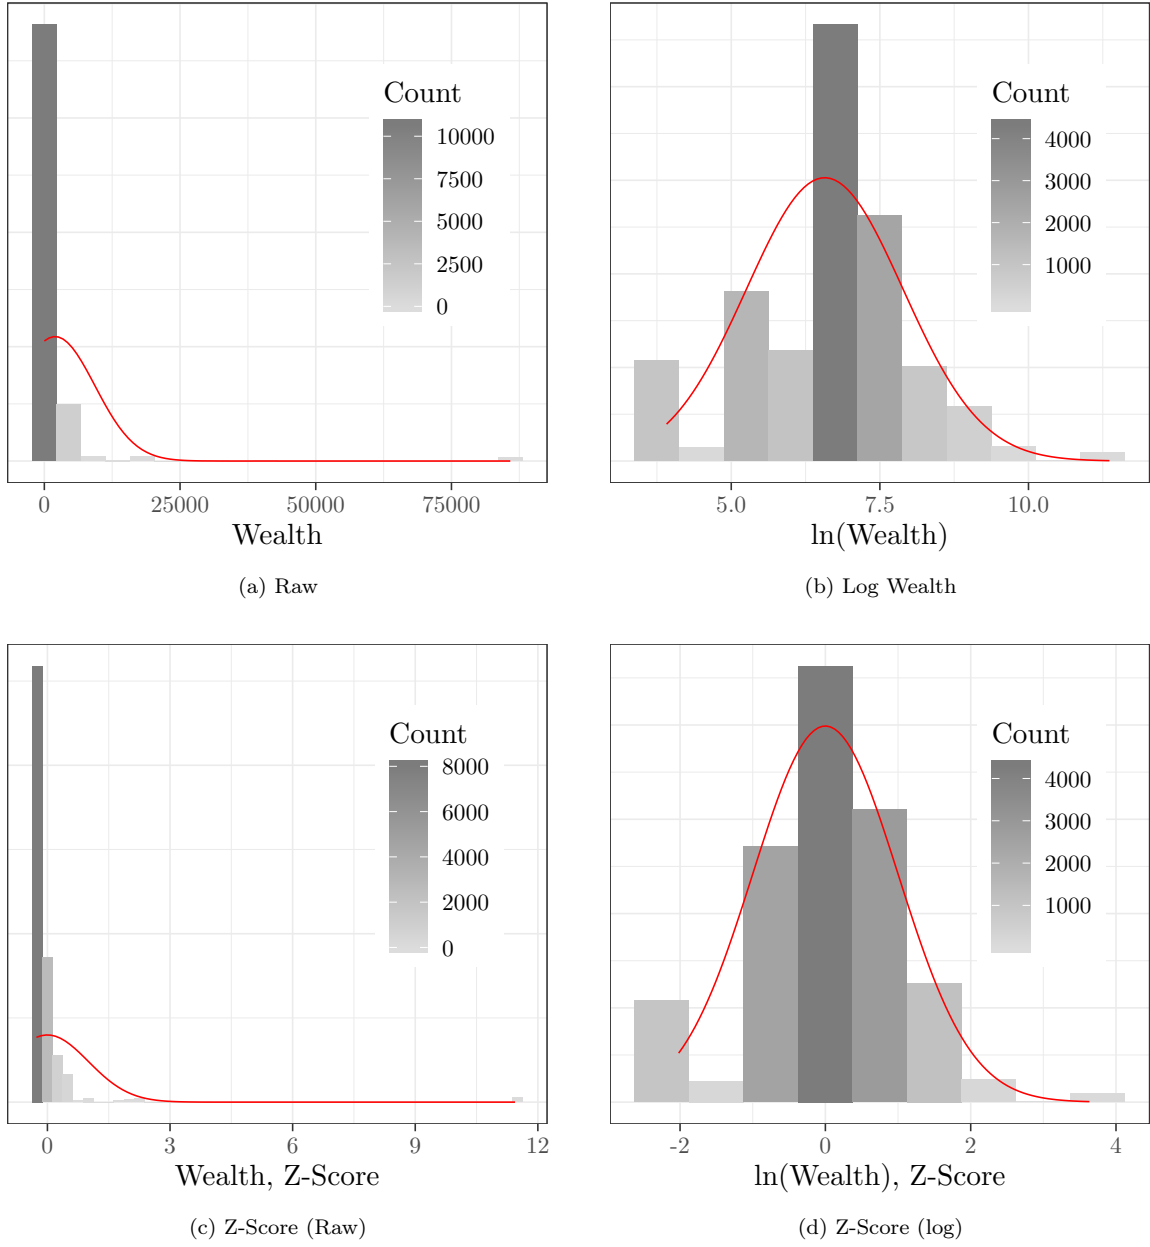 Count
10000
7500
5000
2500
0
0 25000 50000 75000
Wealth
(a) Raw
Count
4000
3000
2000
1000
5.0 7.5 10.0
ln(Wealth)
(b) Log Wealth
Count
8000
6000
4000
2000
0
0 3 6 9 12
Wealth, Z-Score
(c) Z-Score (Raw)
Count
4000
3000
2000
1000
-2 0 2 4
ln(Wealth), Z-Score
(d) Z-Score (log)